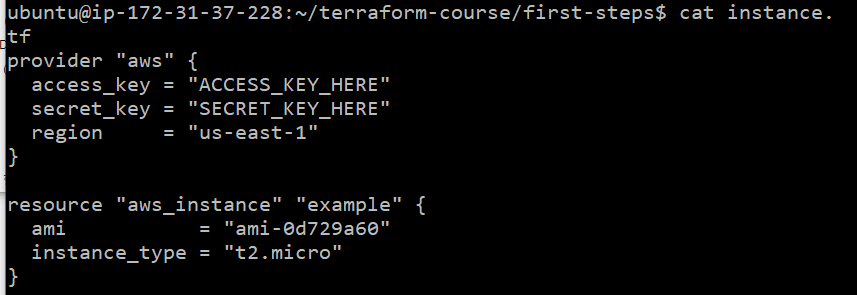 ubuntu@ip-172-31-37-228:~/terraform-course/first-steps$ cat instance.
tf
provider "aws" {
  access_key = "ACCESS_KEY_HERE"
  secret_key = "SECRET_KEY_HERE"
  region     = "us-east-1"
}

resource "aws_instance" "example" {
  ami           = "ami-0d729a60"
  instance_type = "t2.micro"
}